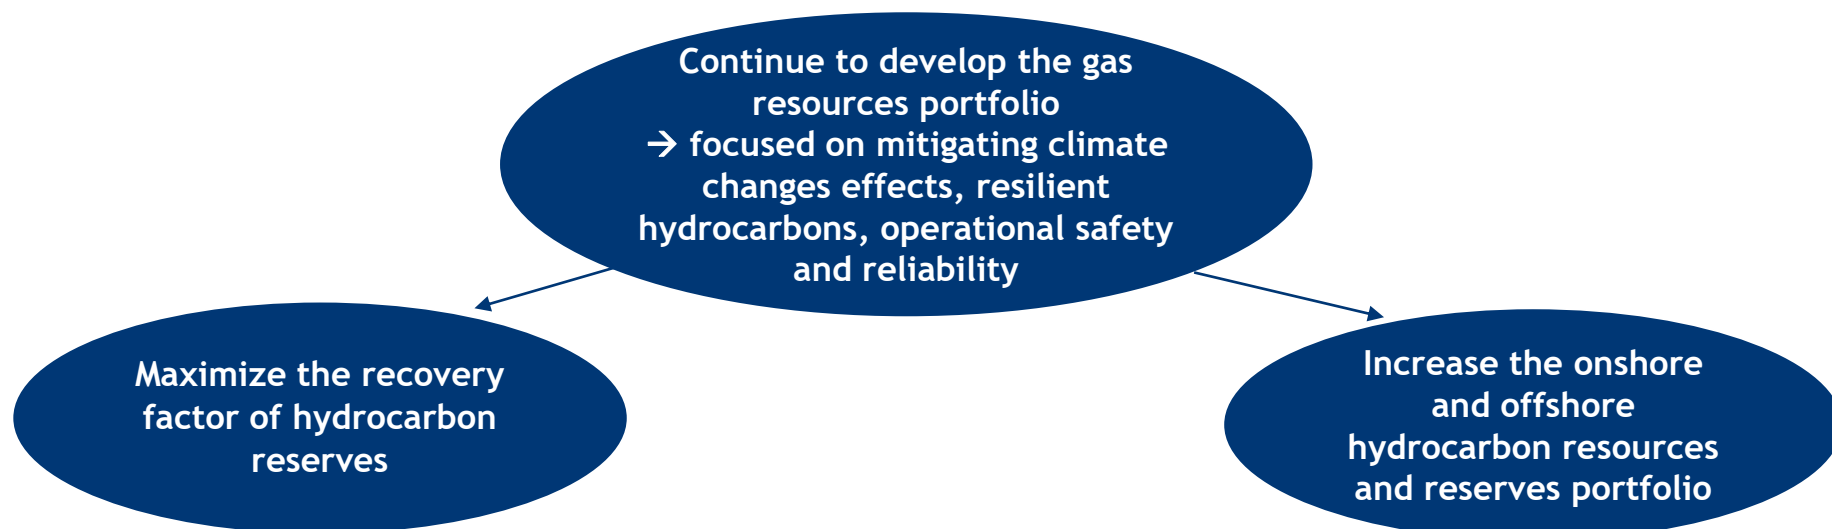 Continue to develop the gas
resources portfolio
→ focused on mitigating climate
changes effects, resilient
hydrocarbons, operational safety
and reliability
Maximize the recovery
factor of hydrocarbon
reserves
Increase the onshore
and offshore
hydrocarbon resources
and reserves portfolio